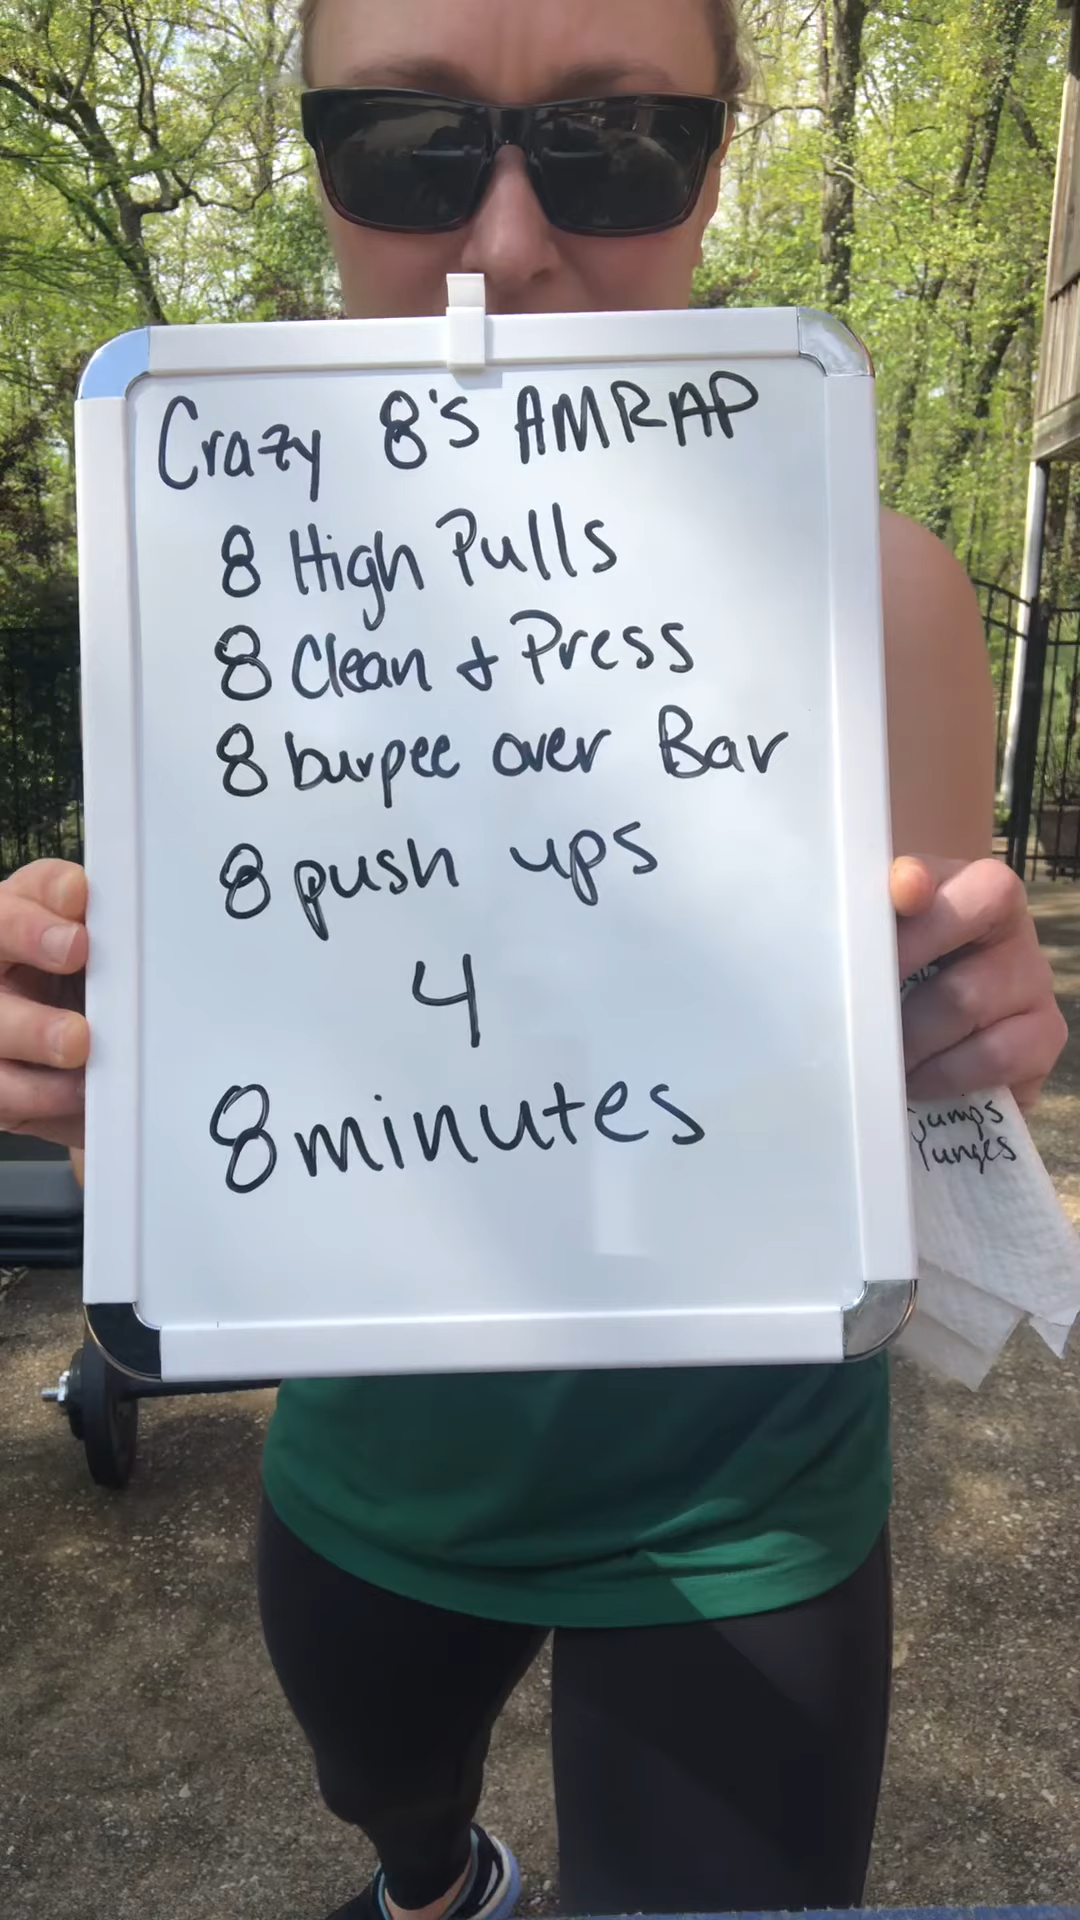 Crazy 8's AMRAP
8 High Pulls
8 Clean + Press
8 burpee over Bar
8 push ups
4
8 minutes
jumps
lunges